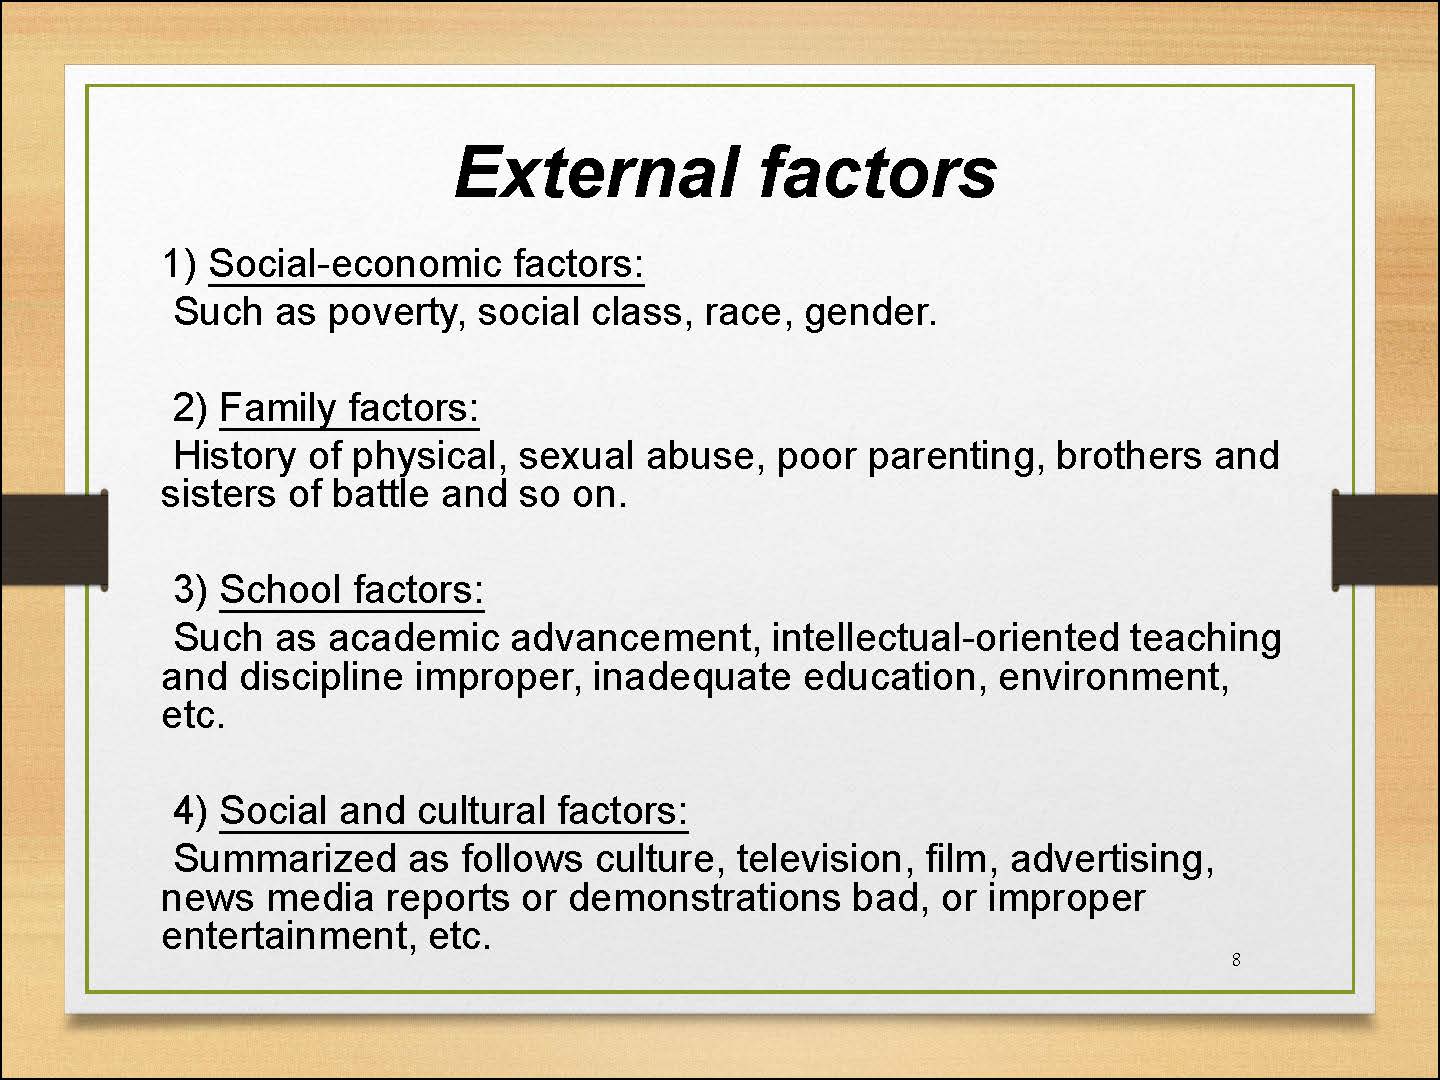 External factors
1) Social-economic factors:
Such as poverty, social class, race, gender.
2) Family factors:
History of physical, sexual abuse, poor parenting, brothers and
sisters of battle and so on.
3) School factors:
Such as academic advancement, intellectual-oriented teaching
and discipline improper, inadequate education, environment,
etc.
4) Social and cultural factors:
Summarized as follows culture, television, film, advertising,
news media reports or demonstrations bad, or improper
entertainment, etc.
8